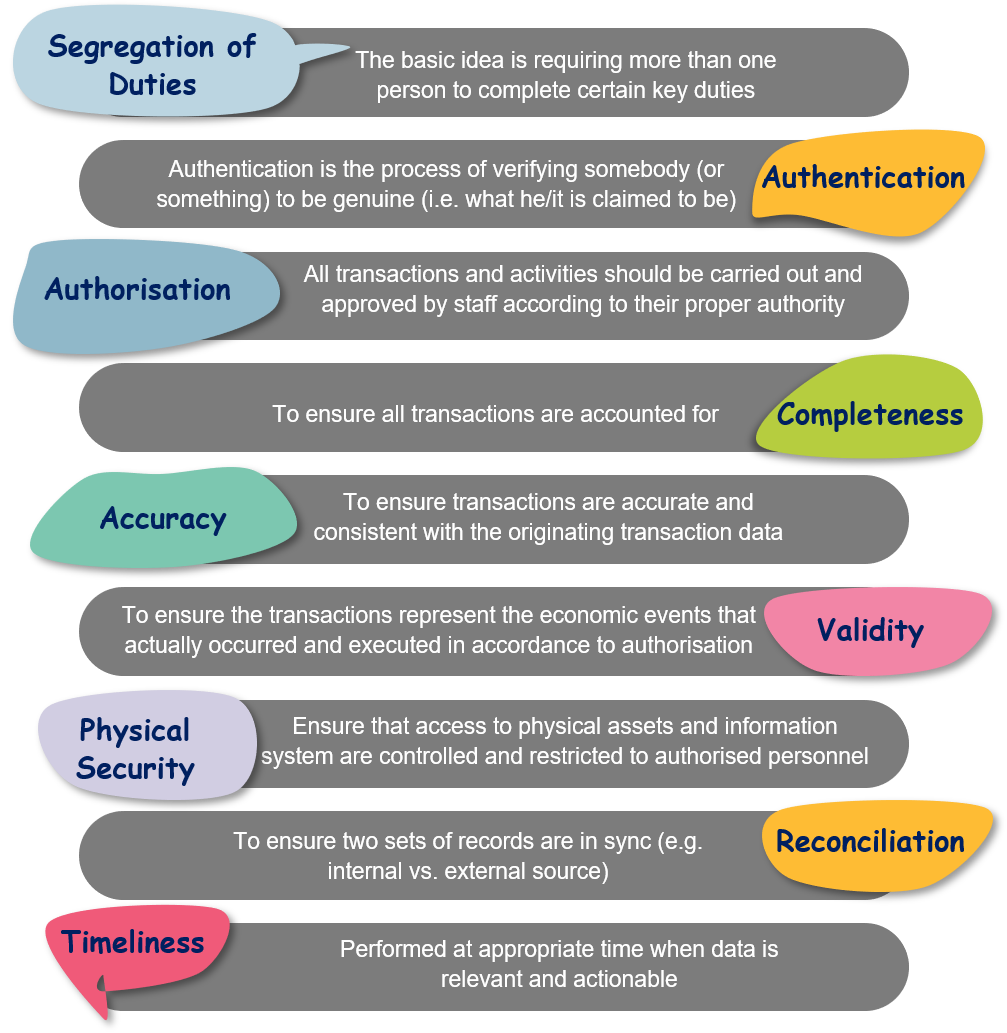 Segregation of
Duties
The basic idea is requiring more than one
person to complete certain key duties
Authentication is the process of verifying somebody (or
something) to be genuine (i.e. what he/it is claimed to be)
Authentication
Authorisation
All transactions and activities should be carried out and
approved by staff according to their proper authority
To ensure all transactions are accounted for
Completeness
Accuracy
To ensure transactions are accurate and
consistent with the originating transaction data
To ensure the transactions represent the economic events that
actually occurred and executed in accordance to authorisation
Validity
Physical
Security
Ensure that access to physical assets and information
system are controlled and restricted to authorised personnel
To ensure two sets of records are in sync (e.g.
internal vs. external source)
Reconciliation
Timeliness
Performed at appropriate time when data is
relevant and actionable